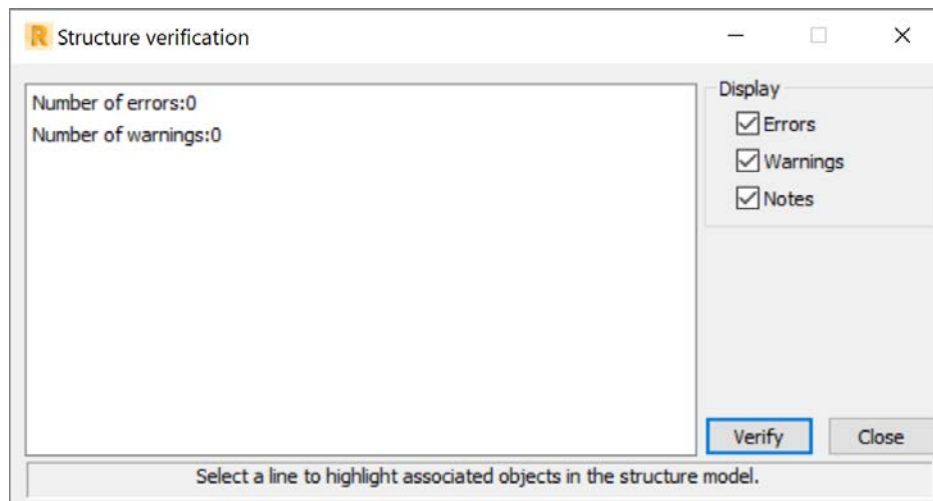 Structure verification
Number of errors:0
Number of warnings:0
Display
Errors
Warnings
Notes
Verify
Close
Select a line to highlight associated objects in the structure model.